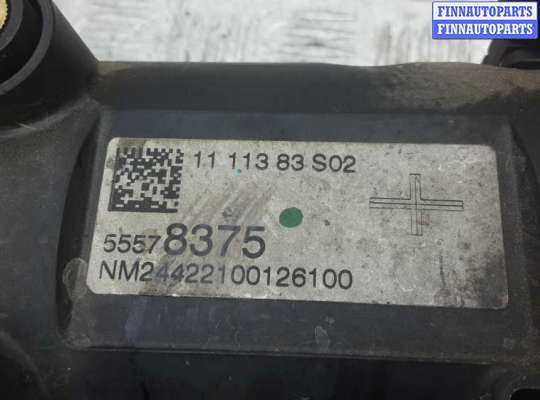 FINNAUTOPARTS
FINNAUTOPARTS
11 113 83 S02
55578375
NM24422100126100